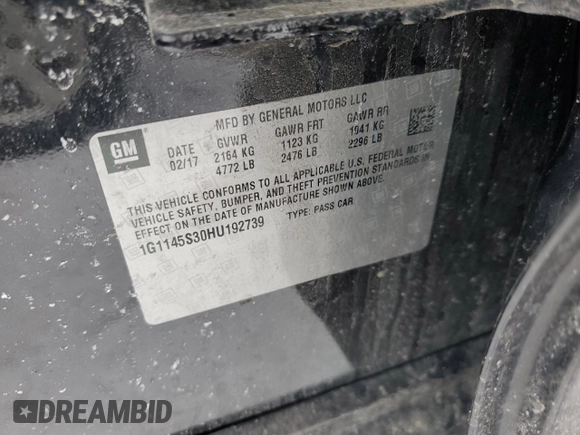 MFD BY GENERAL MOTORS LLC
GM
DATE GVWR GAWR FRT GAWR RR
02/17 2164 KG 1123 KG 1941 KG
4772 LB 2476 LB 2296 LB
THIS VEHICLE CONFORMS TO ALL APPLICABLE U.S. FEDERAL MOTOR
VEHICLE SAFETY, BUMPER, AND THEFT PREVENTION STANDARDS IN
EFFECT ON THE DATE OF MANUFACTURE SHOWN ABOVE.
1G1145S30HU192739 TYPE: PASS CAR
DREAMBID